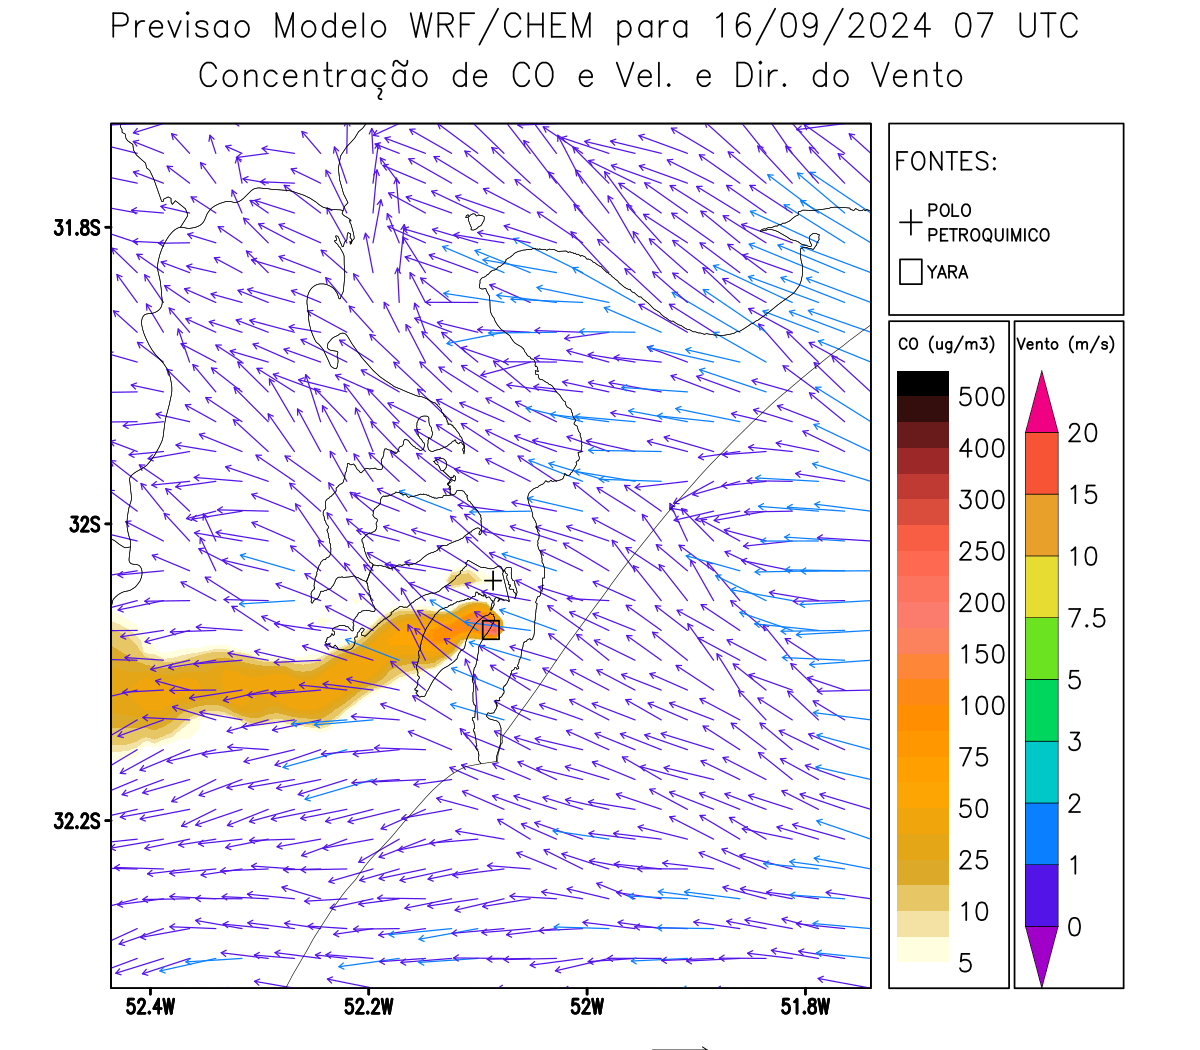 Previsao Modelo WRF/CHEM para 16/09/2024 07 UTC
Concentração de CO e Vel. e Dir. do Vento
FONTES:
POLO
PETROQUIMICO
YARA
CO (ug/m3)
500
400
300
250
200
150
100
75
50
25
10
5
Vento (m/s)
20
15
10
7.5
5
3
2
1
0
31.8S
32S
32.2S
52.4W
52.2W
52W
51.8W